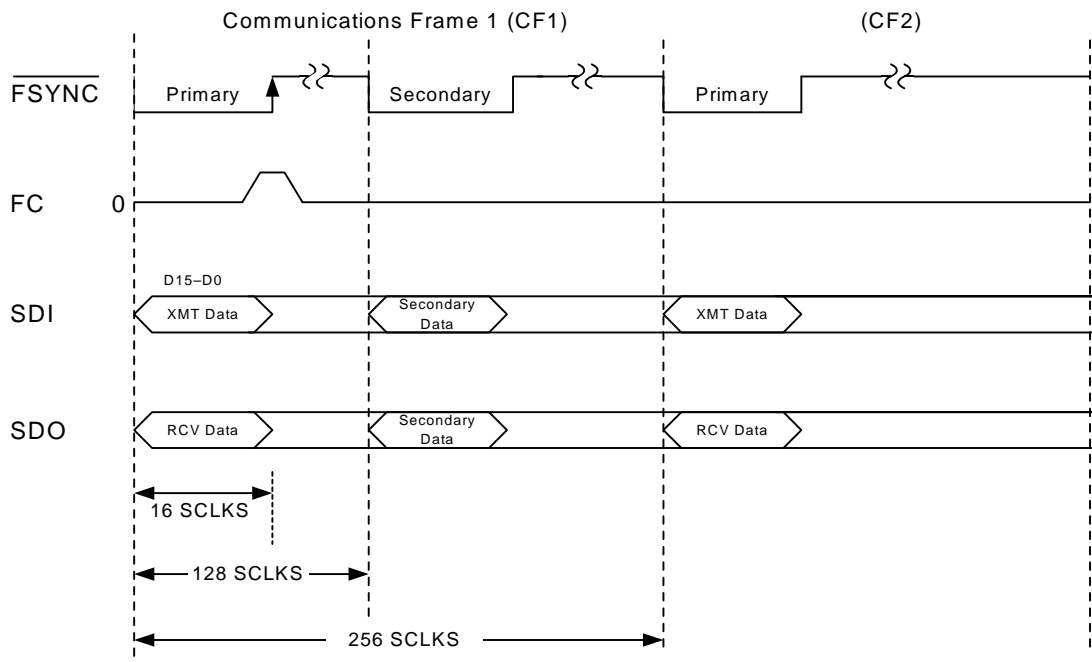 Communications Frame 1 (CF1)
(CF2)
FSYNC
Primary
Secondary
Primary
FC
0
D15–D0
SDI
XMT Data
Secondary
Data
XMT Data
SDO
RCV Data
Secondary
Data
RCV Data
16 SCLKS
128 SCLKS
256 SCLKS